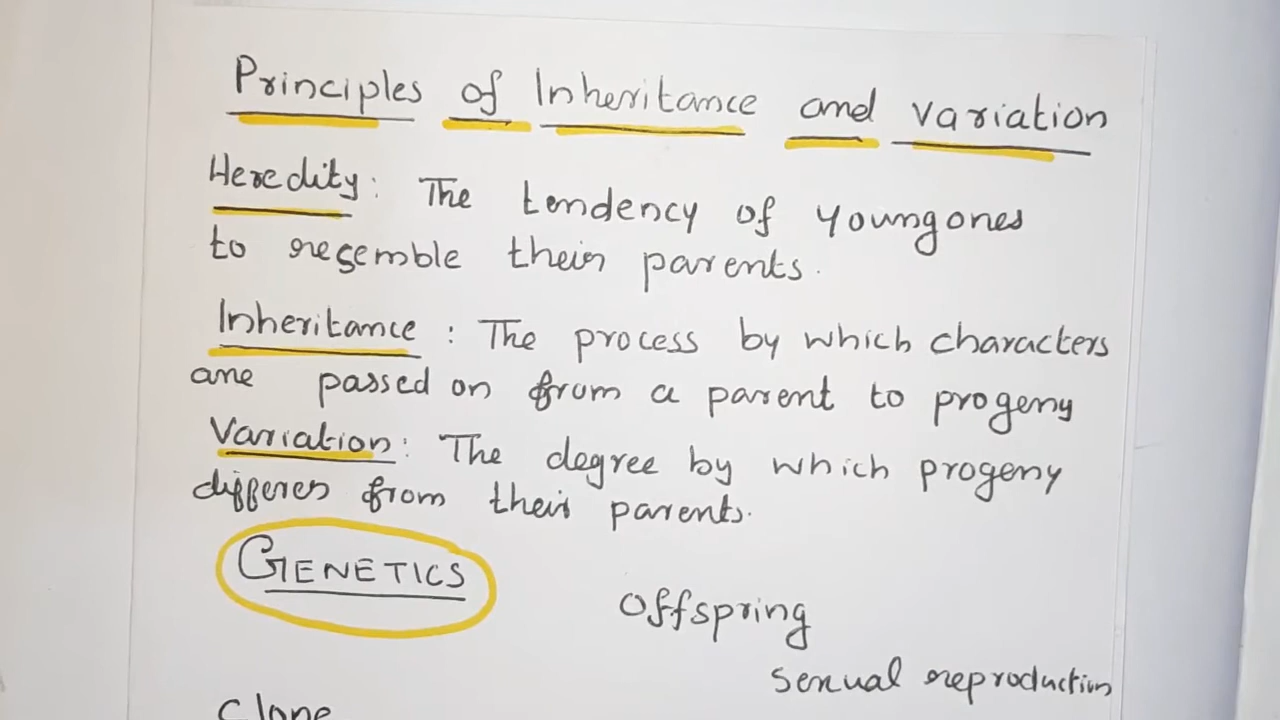 Principles of Inheritance and variation
Heredity: The tendency of youngones
to resemble their parents.
Inheritance: The process by which characters
are passed on from a parent to progeny
Variation: The degree by which progeny
differes from their parents.
GENETICS
Offspring
Sexual reproduction
Clone